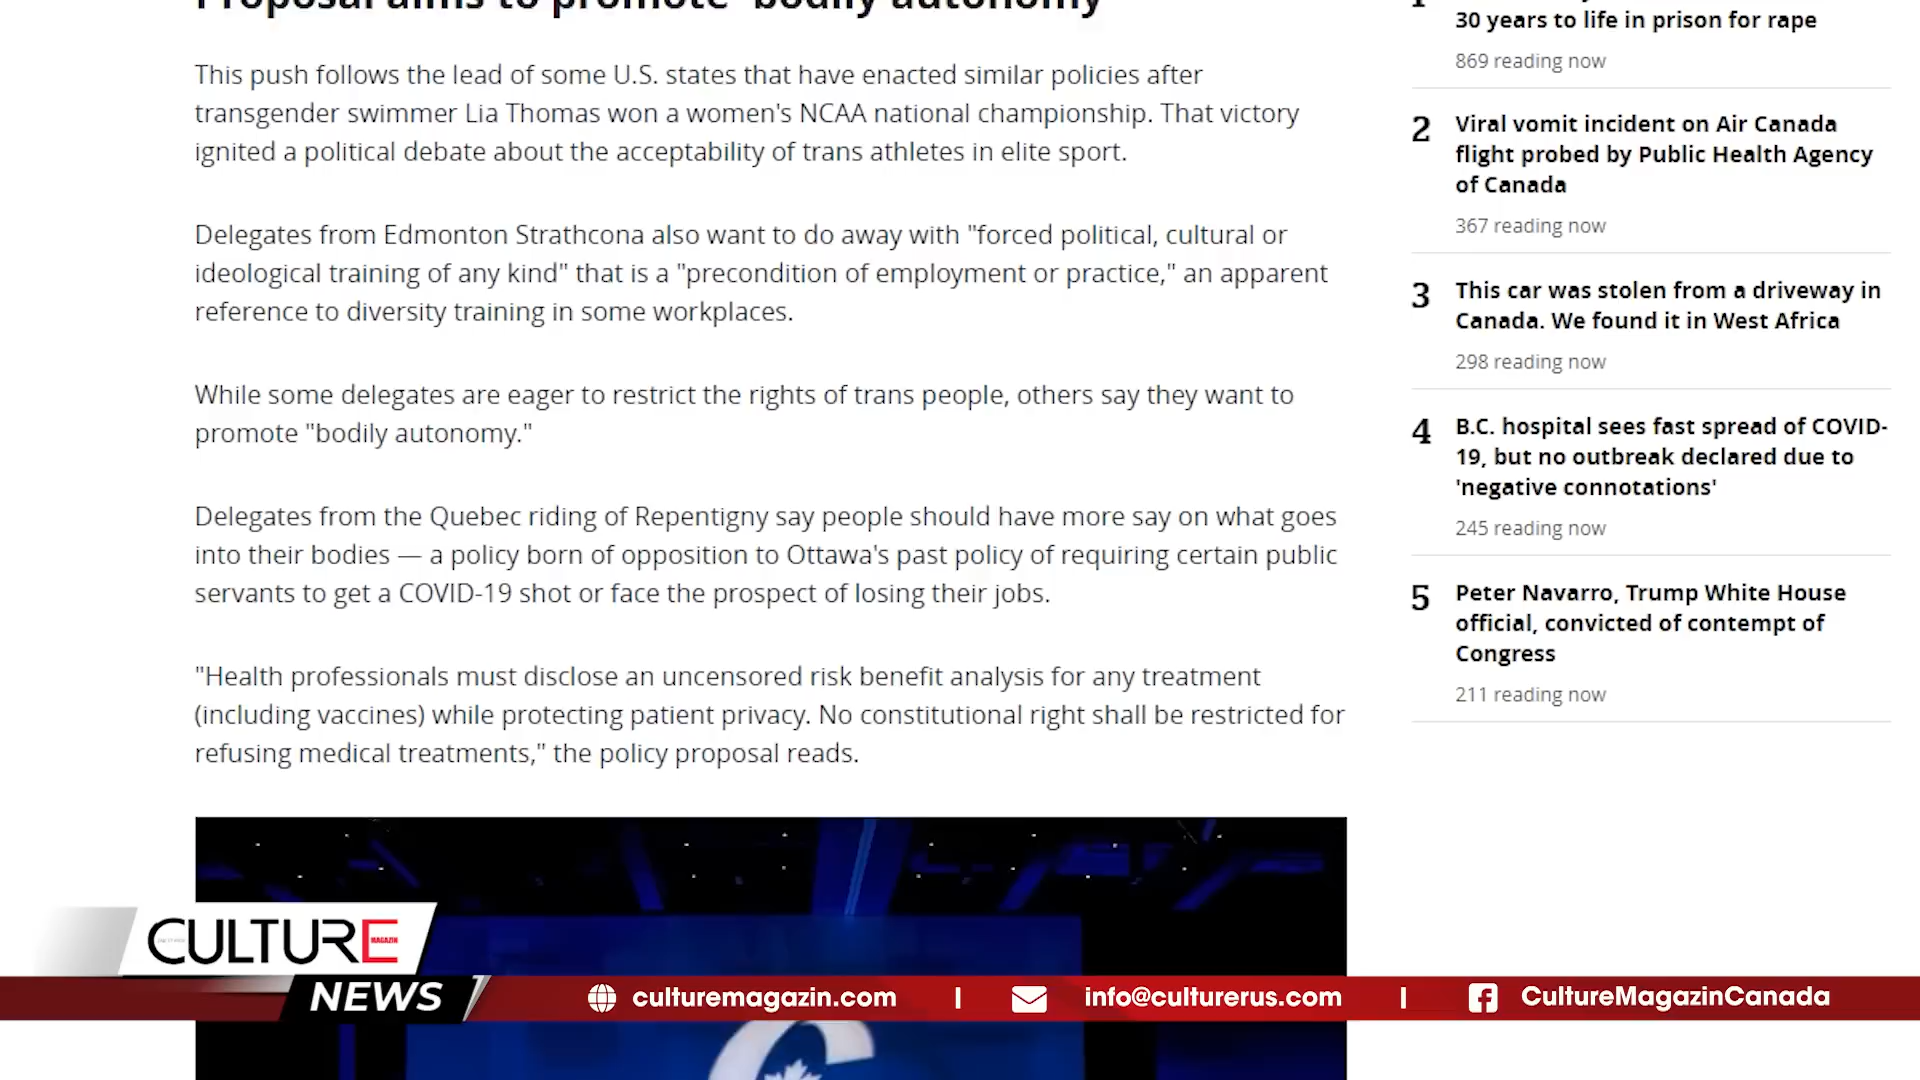 Proposal aims to promote 'bodily autonomy'
This push follows the lead of some U.S. states that have enacted similar policies after
transgender swimmer Lia Thomas won a women's NCAA national championship. That victory
ignited a political debate about the acceptability of trans athletes in elite sport.
Delegates from Edmonton Strathcona also want to do away with "forced political, cultural or
ideological training of any kind" that is a "precondition of employment or practice," an apparent
reference to diversity training in some workplaces.
While some delegates are eager to restrict the rights of trans people, others say they want to
promote "bodily autonomy."
Delegates from the Quebec riding of Repentigny say people should have more say on what goes
into their bodies — a policy born of opposition to Ottawa's past policy of requiring certain public
servants to get a COVID-19 shot or face the prospect of losing their jobs.
"Health professionals must disclose an uncensored risk benefit analysis for any treatment
(including vaccines) while protecting patient privacy. No constitutional right shall be restricted for
refusing medical treatments," the policy proposal reads.
30 years to life in prison for rape
869 reading now
2
Viral vomit incident on Air Canada
flight probed by Public Health Agency
of Canada
367 reading now
3
This car was stolen from a driveway in
Canada. We found it in West Africa
298 reading now
4
B.C. hospital sees fast spread of COVID-
19, but no outbreak declared due to
'negative connotations'
245 reading now
5
Peter Navarro, Trump White House
official, convicted of contempt of
Congress
211 reading now
CULTURE
MAGAZIN
NEWS
culturemagazin.com
info@culturerus.com
CultureMagazinCanada